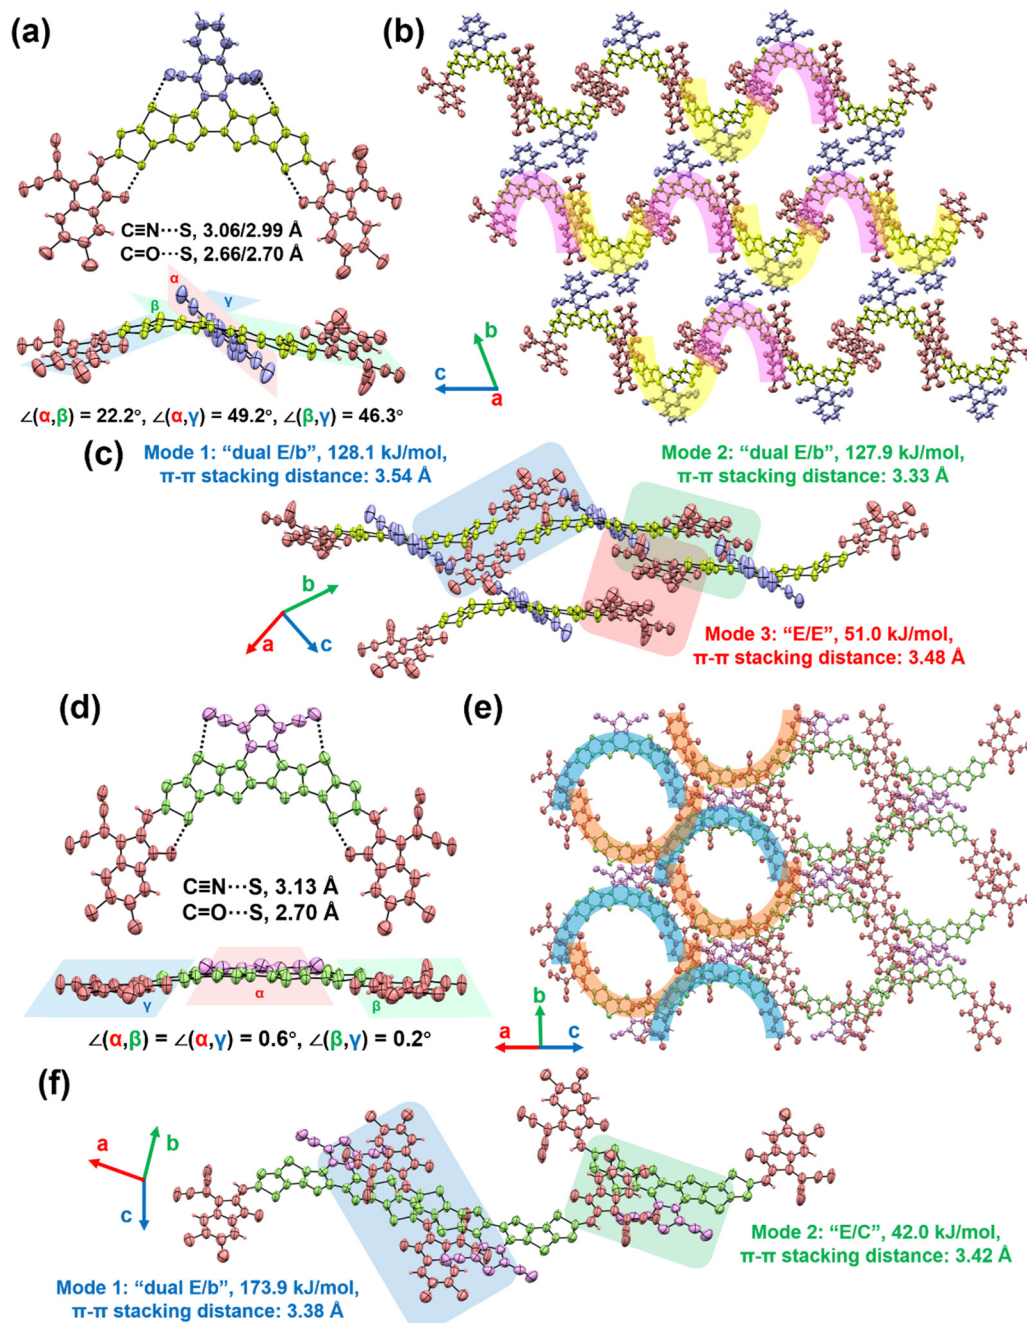 (a)
(b)
C≡N···S, 3.06/2.99 Å
C=O···S, 2.66/2.70 Å
α
β
γ
b
c
a
∠(α,β) = 22.2°, ∠(α,γ) = 49.2°, ∠(β,γ) = 46.3°
(c)
Mode 1: “dual E/b”, 128.1 kJ/mol,
π-π stacking distance: 3.54 Å
Mode 2: “dual E/b”, 127.9 kJ/mol,
π-π stacking distance: 3.33 Å
b
a
c
Mode 3: “E/E”, 51.0 kJ/mol,
π-π stacking distance: 3.48 Å
(d)
(e)
C≡N···S, 3.13 Å
C=O···S, 2.70 Å
γ
α
β
∠(α,β) = ∠(α,γ) = 0.6°, ∠(β,γ) = 0.2°
b
a
c
(f)
a
b
c
Mode 2: “E/C”, 42.0 kJ/mol,
π-π stacking distance: 3.42 Å
Mode 1: “dual E/b”, 173.9 kJ/mol,
π-π stacking distance: 3.38 Å